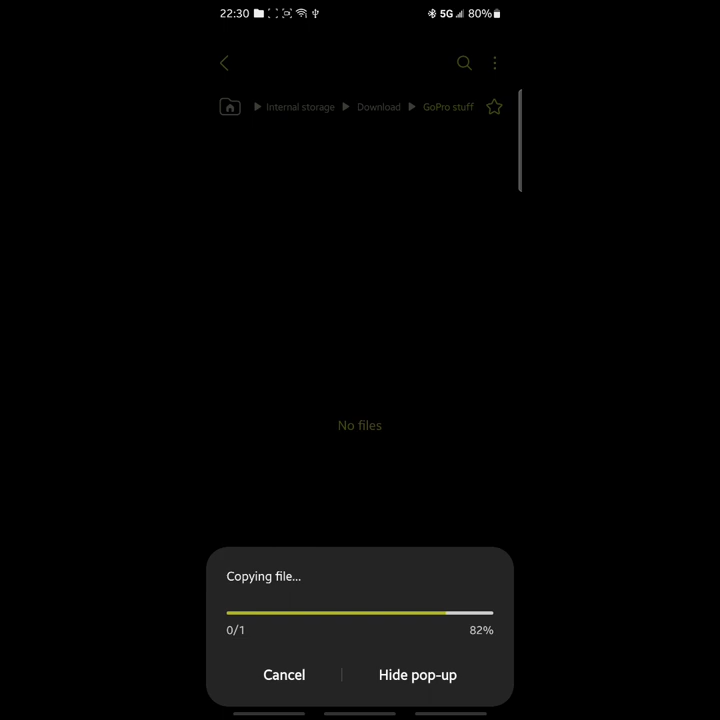 22:30 5G 80%
Internal storage Download GoPro stuff
No files
Copying file...
0/1 82%
Cancel Hide pop-up